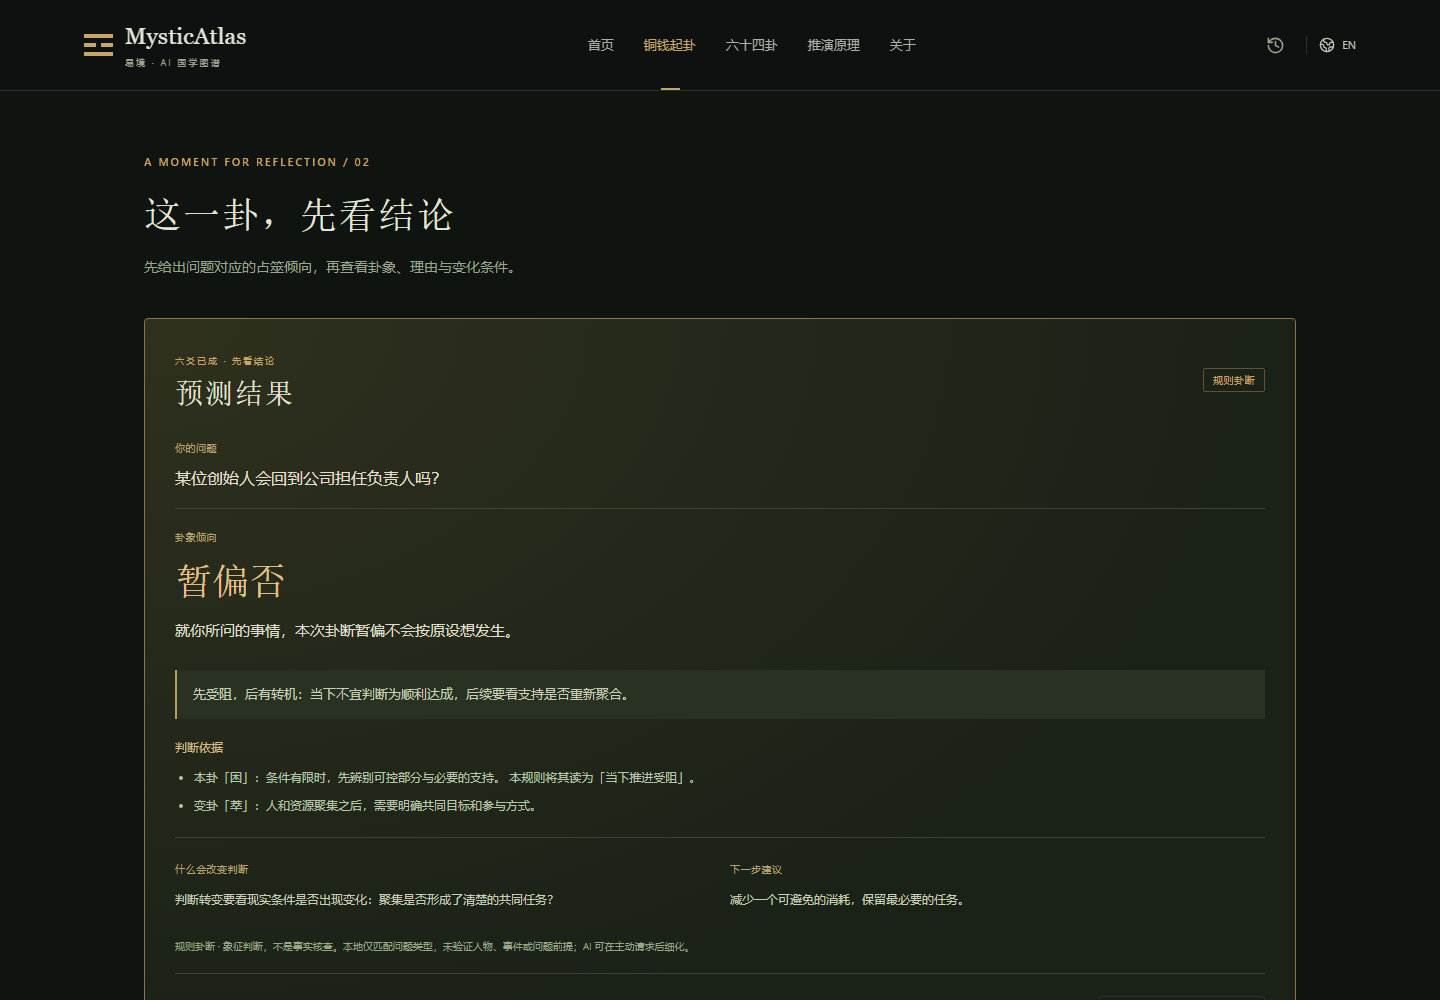 MysticAtlas
易境 · AI 国学图谱
首页 铜钱起卦 六十四卦 推演原理 关于
EN
A MOMENT FOR REFLECTION / 02
这一卦，先看结论
先给出问题对应的占筮倾向，再查看卦象、理由与变化条件。
六爻已成 · 先看结论
预测结果
规则卦断
你的问题
某位创始人会回到公司担任负责人吗？
卦象倾向
暂偏否
就你所问的事情，本次卦断暂偏不会按原设想发生。
先受阻，后有转机：当下不宜判断为顺利达成，后续要看支持是否重新聚合。
判断依据
本卦「困」：条件有限时，先辨别可控部分与必要的支持。 本规则将其读为「当下推进受阻」。
变卦「萃」：人和资源聚集之后，需要明确共同目标和参与方式。
什么会改变判断
判断转变要看现实条件是否出现变化：聚集是否形成了清楚的共同任务？
下一步建议
减少一个可避免的消耗，保留最必要的任务。
规则卦断 · 象征判断，不是事实核查。本地仅匹配问题类型，未验证人物、事件或问题前提；AI 可在主动请求后细化。